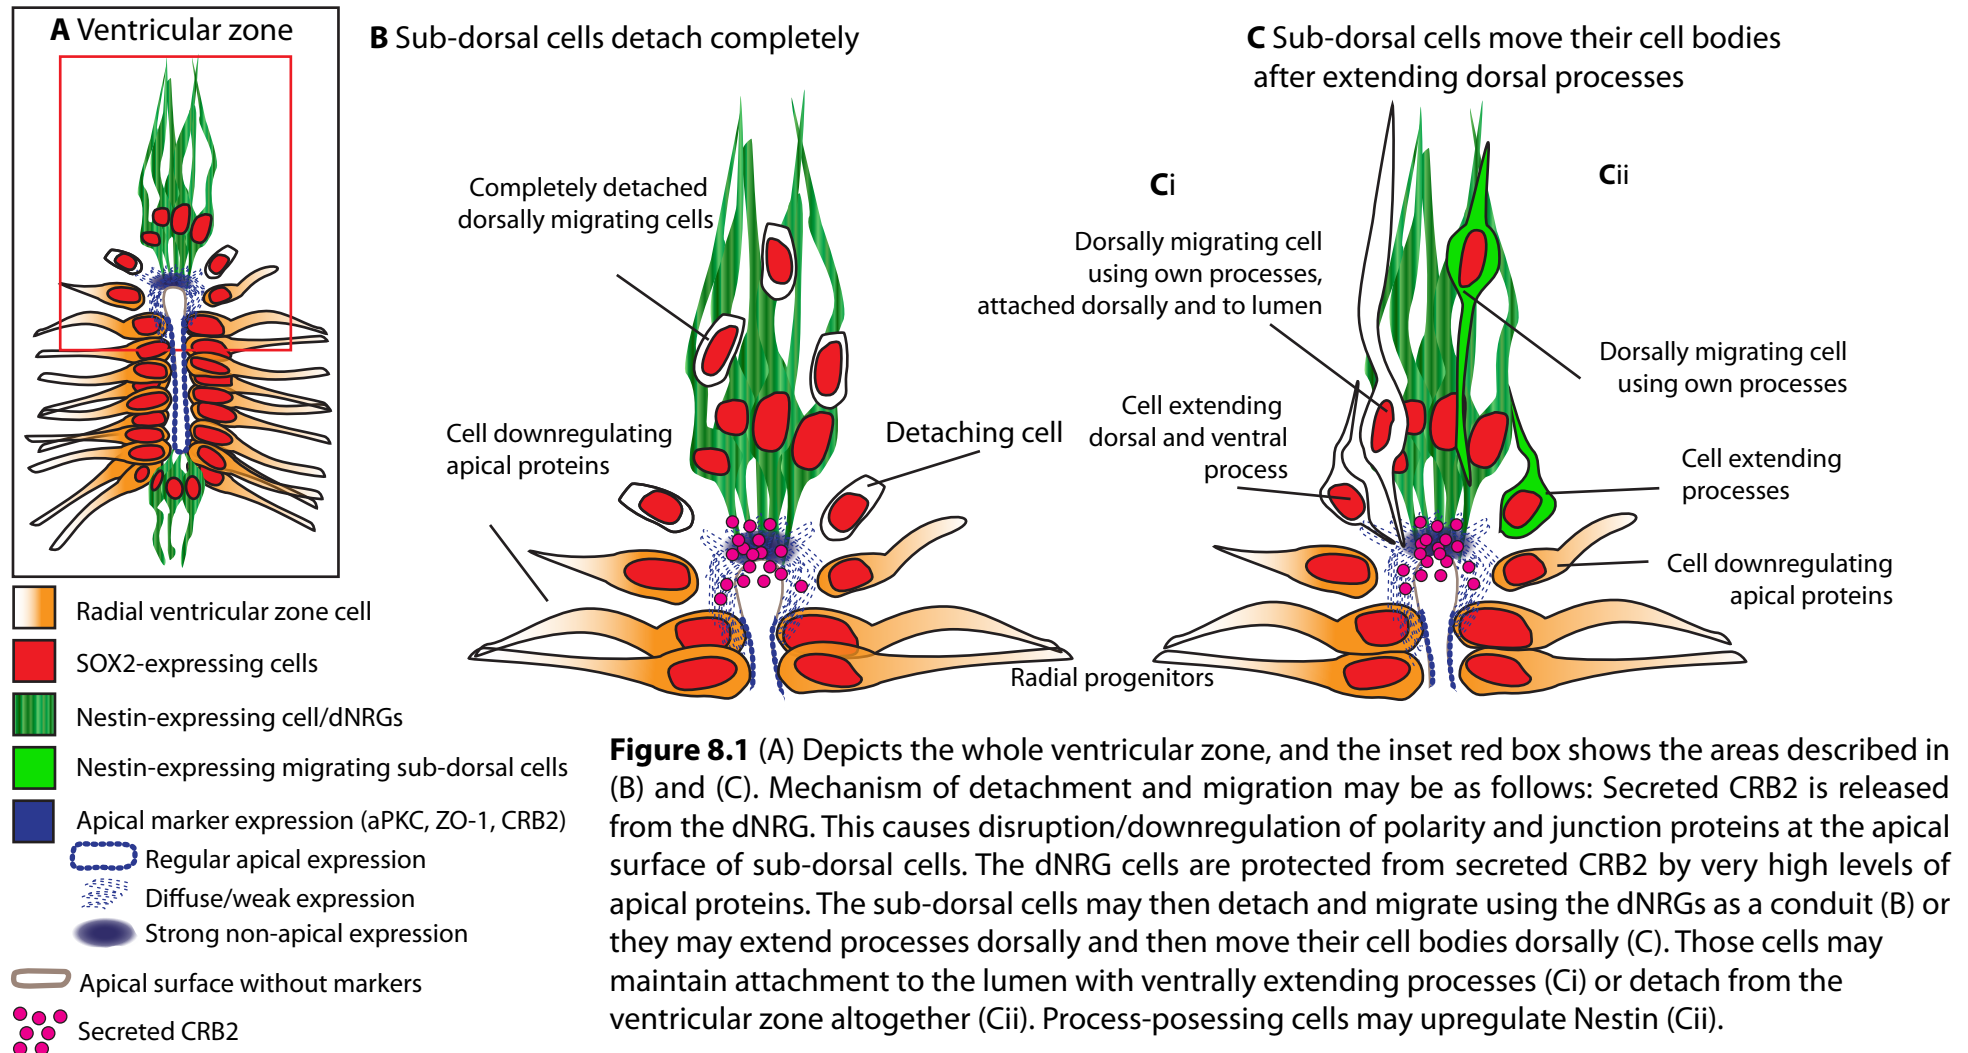 A Ventricular zone
B Sub-dorsal cells detach completely
Completely detached
dorsally migrating cells
Cell downregulating
apical proteins
Detaching cell
C Sub-dorsal cells move their cell bodies
after extending dorsal processes
Ci
Cii
Dorsally migrating cell
using own processes,
attached dorsally and to lumen
Cell extending
dorsal and ventral
process
Dorsally migrating cell
using own processes
Cell extending
processes
Cell downregulating
apical proteins
Radial progenitors
Radial ventricular zone cell
SOX2-expressing cells
Nestin-expressing cell/dNRGs
Nestin-expressing migrating sub-dorsal cells
Apical marker expression (aPKC, ZO-1, CRB2)
Regular apical expression
Diffuse/weak expression
Strong non-apical expression
Apical surface without markers
Secreted CRB2
Figure 8.1 (A) Depicts the whole ventricular zone, and the inset red box shows the areas described in
(B) and (C). Mechanism of detachment and migration may be as follows: Secreted CRB2 is released
from the dNRG. This causes disruption/downregulation of polarity and junction proteins at the apical
surface of sub-dorsal cells. The dNRG cells are protected from secreted CRB2 by very high levels of
apical proteins. The sub-dorsal cells may then detach and migrate using the dNRGs as a conduit (B) or
they may extend processes dorsally and then move their cell bodies dorsally (C). Those cells may
maintain attachment to the lumen with ventrally extending processes (Ci) or detach from the
ventricular zone altogether (Cii). Process-posessing cells may upregulate Nestin (Cii).